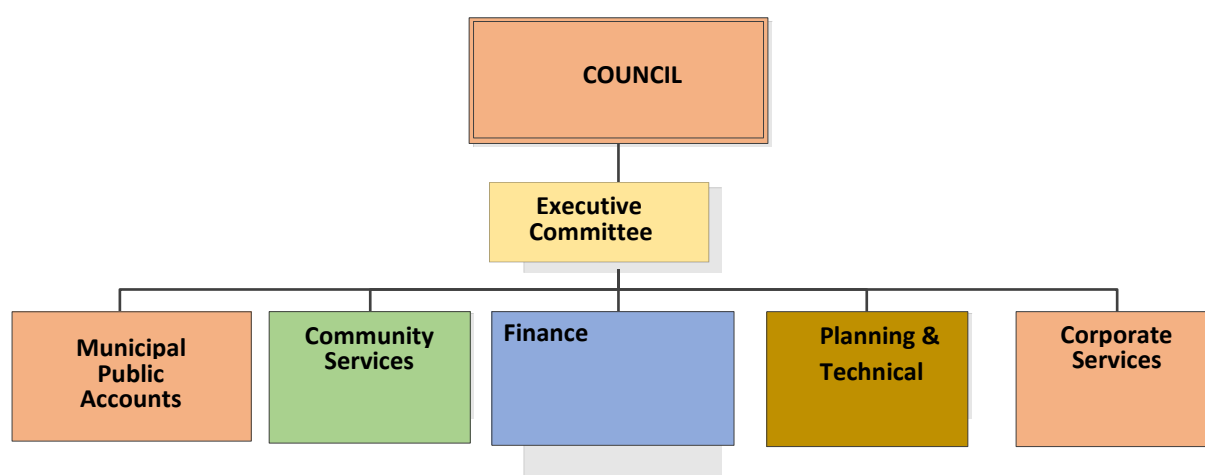 COUNCIL
Executive
Committee
Municipal
Public
Accounts
Community
Services
Finance
Planning &
Technical
Corporate
Services